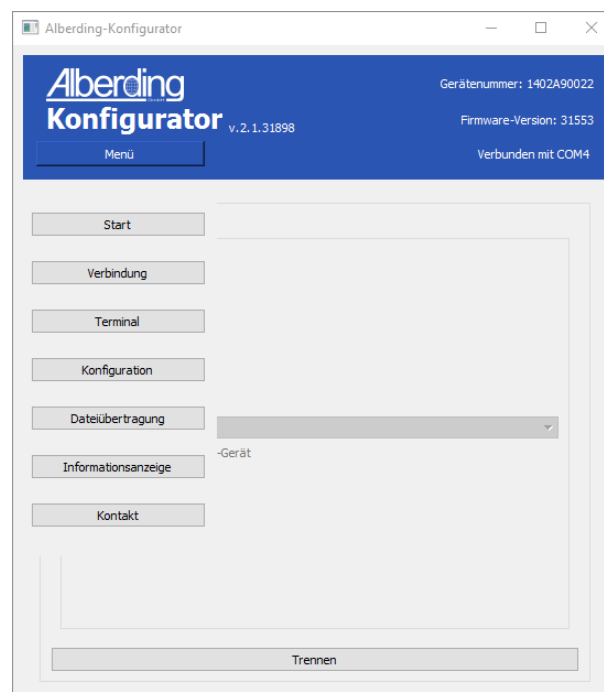 Alberding-Konfigurator
Alberding
GmbH
Konfigurator v.2.1.31898
Gerätenummer: 1402A90022
Firmware-Version: 31553
Menü
Verbunden mit COM4
Start
Verbindung
Terminal
Konfiguration
Dateiübertragung
-Gerät
Informationsanzeige
Kontakt
Trennen